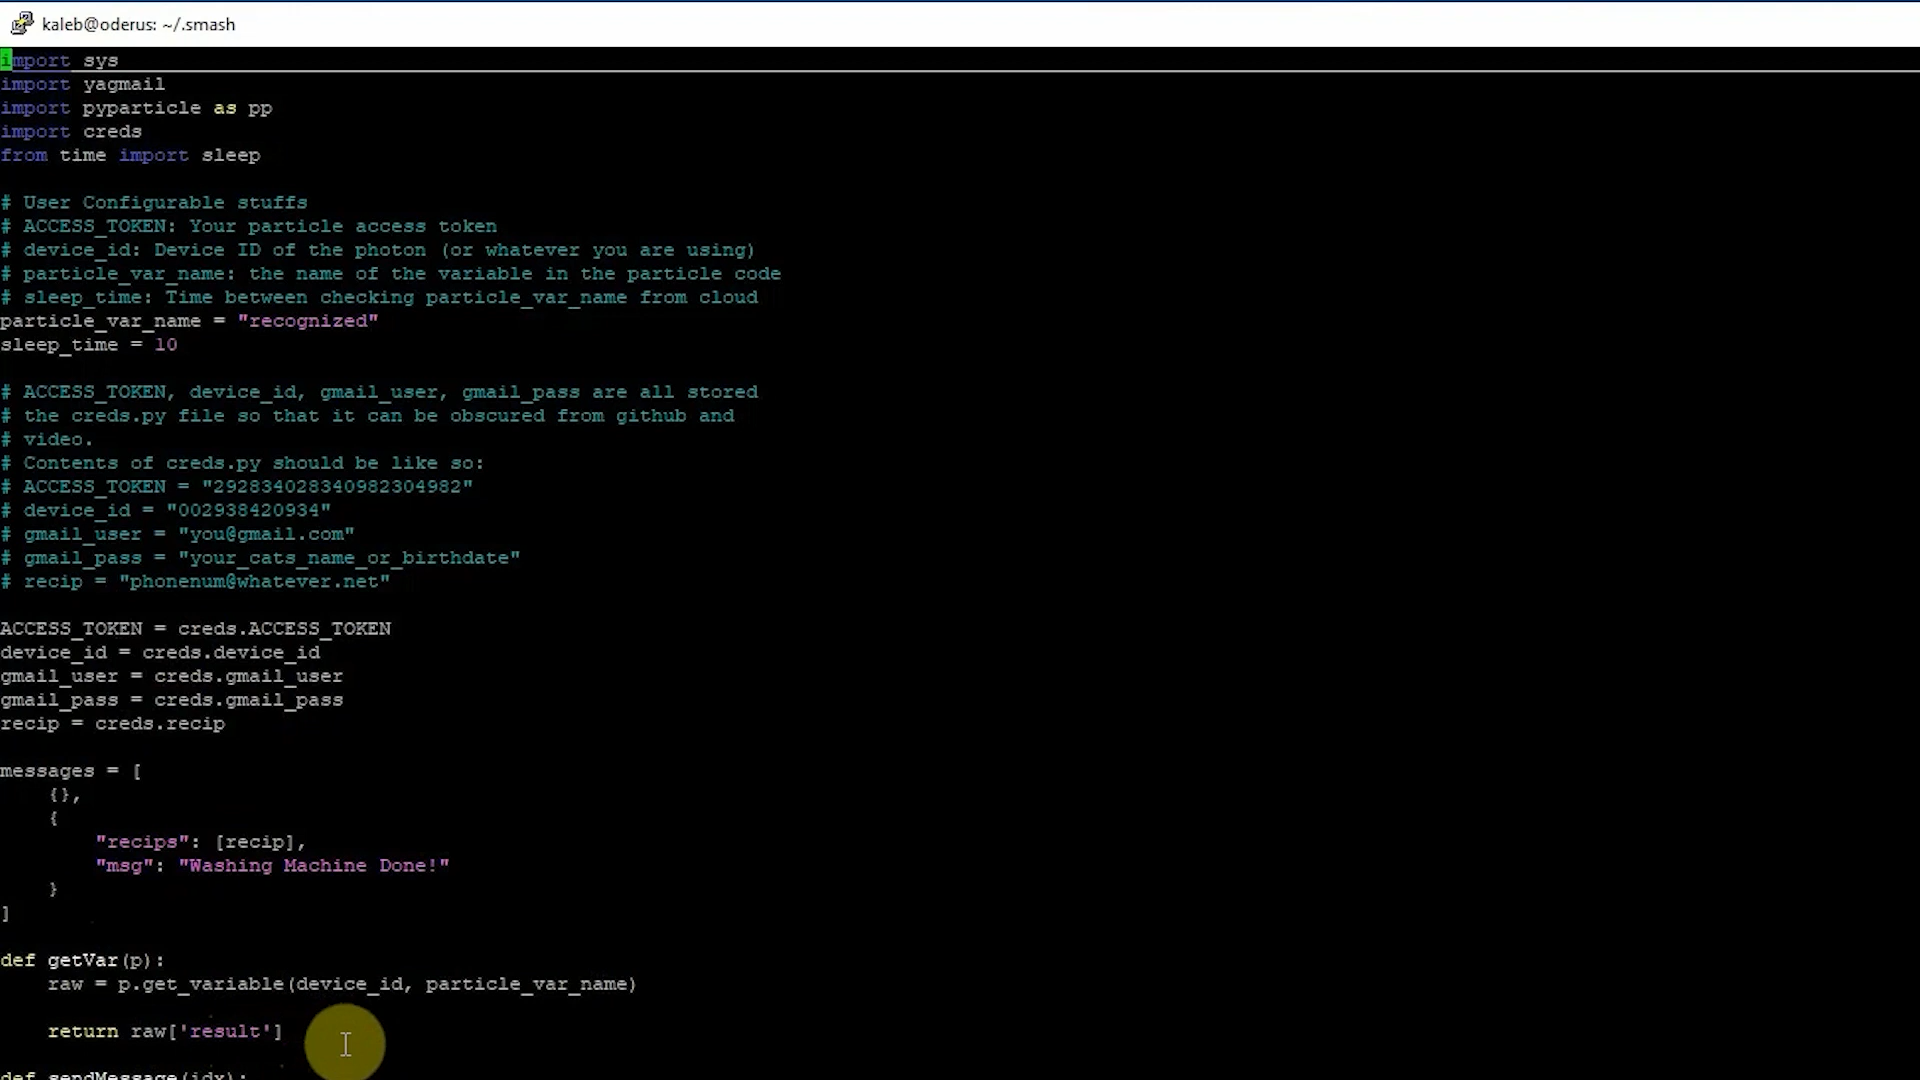 kaleb@oderus: ~/.smash
import sys
import yagmail
import pyparticle as pp
import creds
from time import sleep
# User Configurable stuffs
# ACCESS_TOKEN: Your particle access token
# device_id: Device ID of the photon (or whatever you are using)
# particle_var_name: the name of the variable in the particle code
# sleep_time: Time between checking particle_var_name from cloud
particle_var_name = "recognized"
sleep_time = 10
# ACCESS_TOKEN, device_id, gmail_user, gmail_pass are all stored
# the creds.py file so that it can be obscured from github and
# video.
# Contents of creds.py should be like so:
# ACCESS_TOKEN = "292834028340982304982"
# device_id = "002938420934"
# gmail_user = "you@gmail.com"
# gmail_pass = "your_cats_name_or_birthdate"
# recip = "phonenum@whatever.net"
ACCESS_TOKEN = creds.ACCESS_TOKEN
device_id = creds.device_id
gmail_user = creds.gmail_user
gmail_pass = creds.gmail_pass
recip = creds.recip
messages = [
    {},
    {
        "recips": [recip],
        "msg": "Washing Machine Done!"
    }
]
def getVar(p):
    raw = p.get_variable(device_id, particle_var_name)
    return raw['result']
def sendMessage(idx):